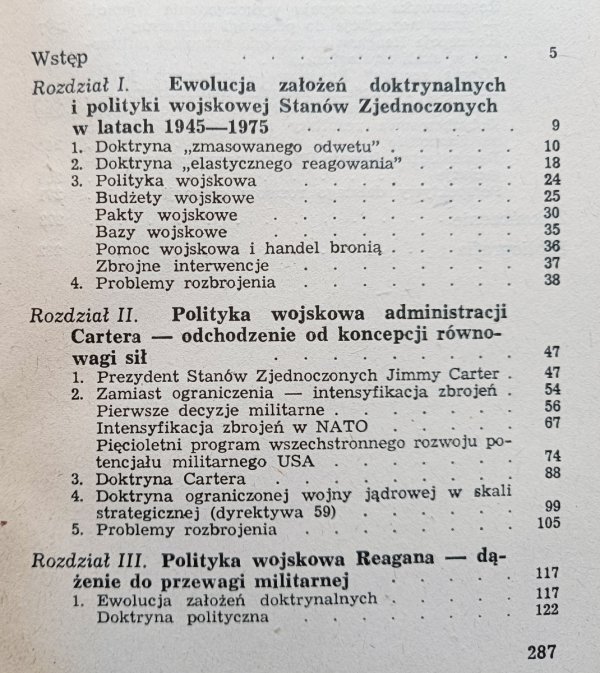 Wstęp . . . . . . . . . . 5
Rozdział I. Ewolucja założeń doktrynalnych
i polityki wojskowej Stanów Zjednoczonych
w latach 1945—1975 . . . . . . . 9
1. Doktryna „zmasowanego odwetu” . . . . 10
2. Doktryna „elastycznego reagowania” . . . 18
3. Polityka wojskowa . . . . . . . 24
Budżety wojskowe . . . . . . . 25
Pakty wojskowe . . . . . . . 30
Bazy wojskowe . . . . . . . 35
Pomoc wojskowa i handel bronią . . . . 36
Zbrojne interwencje . . . . . . . 37
4. Problemy rozbrojenia . . . . . . 38
Rozdział II. Polityka wojskowa administracji
Cartera — odchodzenie od koncepcji równo-
wagi sił . . . . . . . . . 47
1. Prezydent Stanów Zjednoczonych Jimmy Carter . 47
2. Zamiast ograniczenia — intensyfikacja zbrojeń . 54
Pierwsze decyzje militarne . . . . . 56
Intensyfikacja zbrojeń w NATO . . . . 67
Pięcioletni program wszechstronnego rozwoju po-
tencjału militarnego USA . . . . . . 74
3. Doktryna Cartera . . . . . . . 88
4. Doktryna ograniczonej wojny jądrowej w skali
strategicznej (dyrektywa 59) . . . . . 99
5. Problemy rozbrojenia . . . . . . 105
Rozdział III. Polityka wojskowa Reagana — dą-
żenie do przewagi militarnej . . . . 117
1. Ewolucja założeń doktrynalnych . . . . 117
Doktryna polityczna . . . . . . 122
287